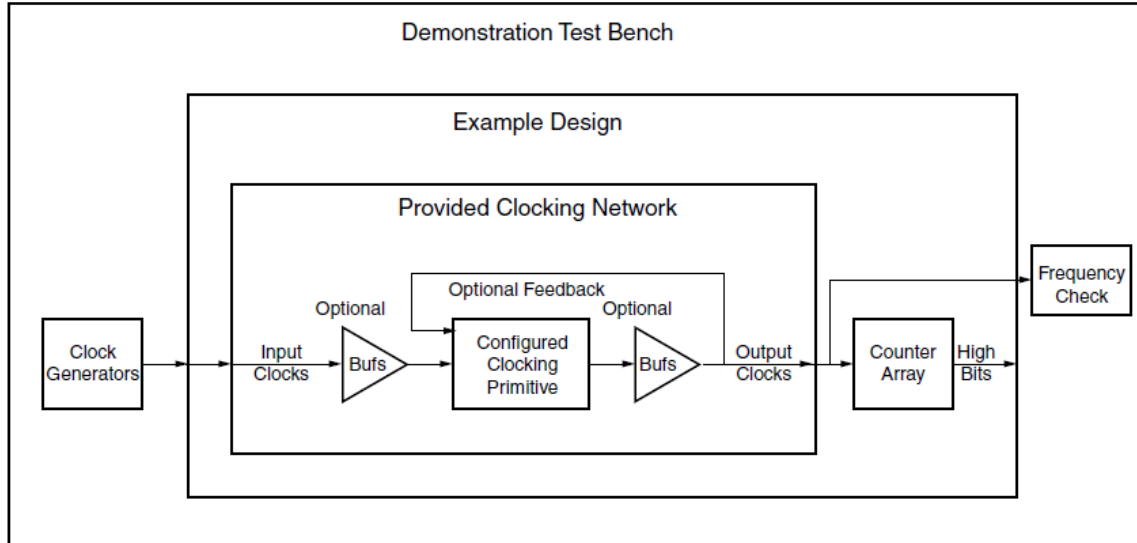 Demonstration Test Bench
Example Design
Provided Clocking Network
Frequency
Check
Optional Feedback
Optional
Optional
Clock
Generators
Input
Clocks
Bufs
Configured
Clocking
Primitive
Bufs
Output
Clocks
Counter
Array
High
Bits